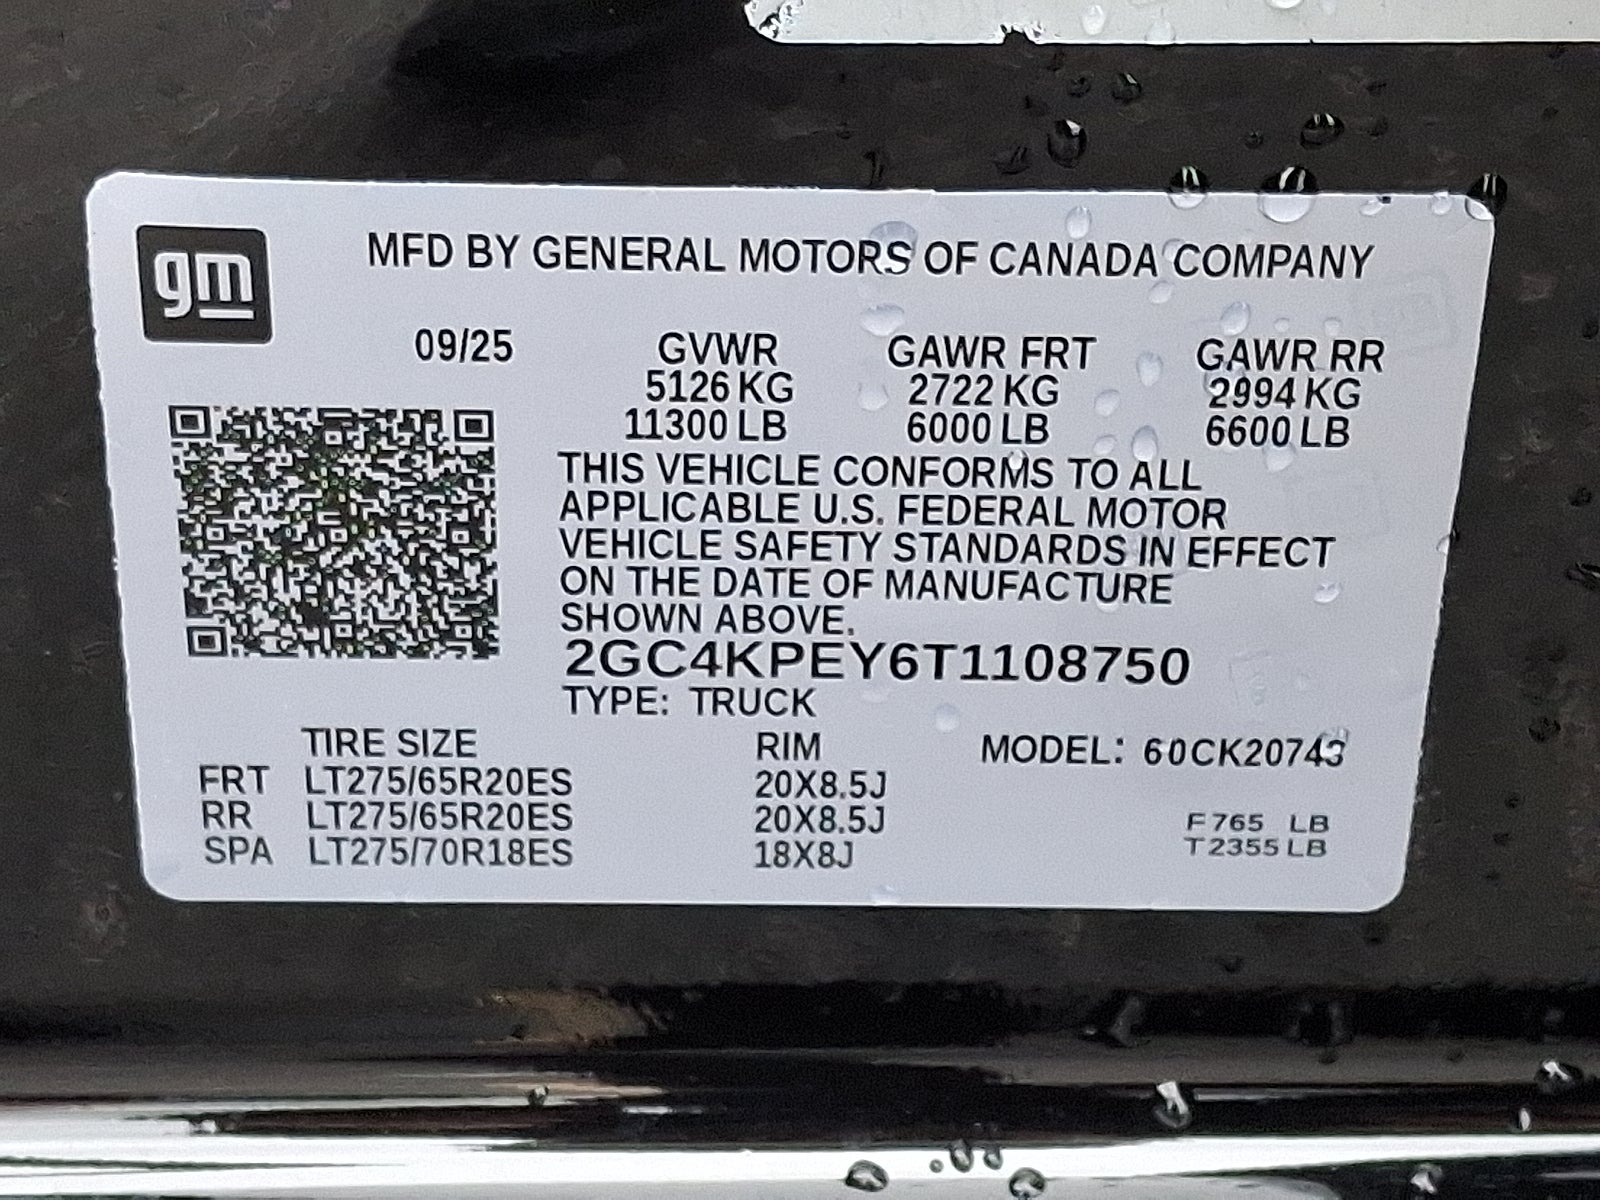 gm
MFD BY GENERAL MOTORS OF CANADA COMPANY
09/25 GVWR GAWR FRT GAWR RR
5126 KG 2722 KG 2994 KG
11300 LB 6000 LB 6600 LB
THIS VEHICLE CONFORMS TO ALL
APPLICABLE U.S. FEDERAL MOTOR
VEHICLE SAFETY STANDARDS IN EFFECT
ON THE DATE OF MANUFACTURE
SHOWN ABOVE.
2GC4KPEY6T1108750
TYPE: TRUCK
TIRE SIZE RIM MODEL: 60CK20743
FRT LT275/65R20ES 20X8.5J
RR LT275/65R20ES 20X8.5J F 765 LB
SPA LT275/70R18ES 18X8J T 2355 LB